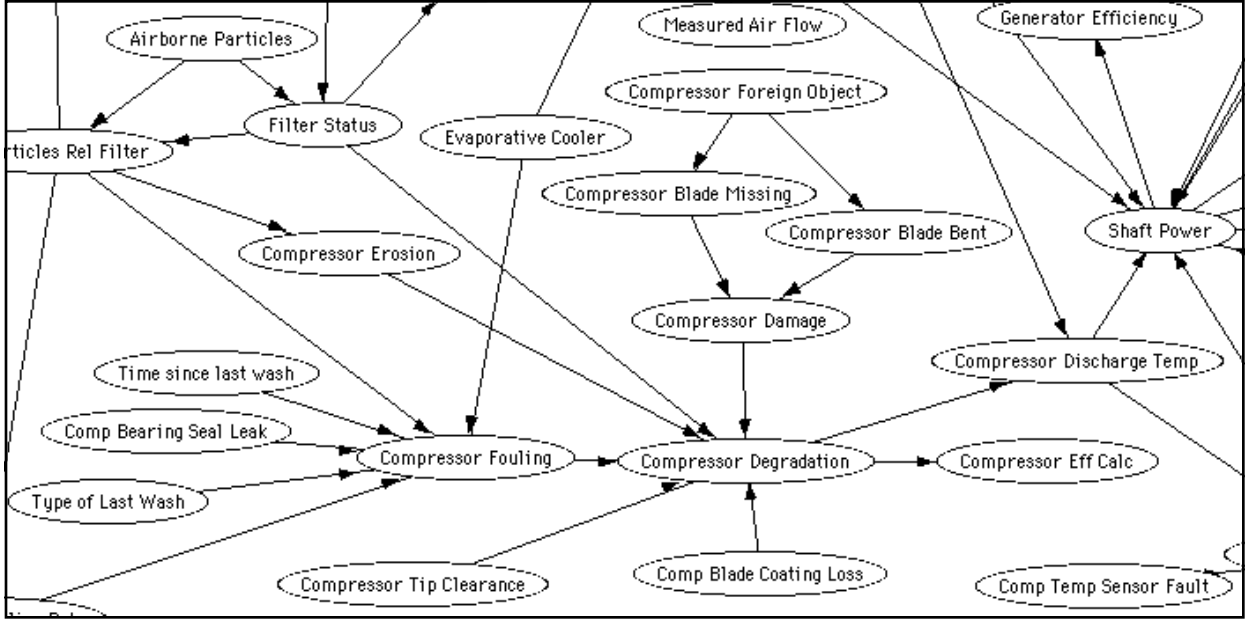 Generator Efficiency
Measured Air Flow
Airborne Particles
Compressor Foreign Object
Filter Status
Evaporative Cooler
Rel Filter
Compressor Blade Missing
Compressor Blade Bent
Shaft Power
Compressor Erosion
Compressor Damage
Compressor Discharge Temp
Time since last wash
Comp Bearing Seal Leak
Compressor Fouling
Compressor Degradation
Compressor Eff Calc
Type of Last Wash
Compressor Tip Clearance
Comp Blade Coating Loss
Comp Temp Sensor Fault